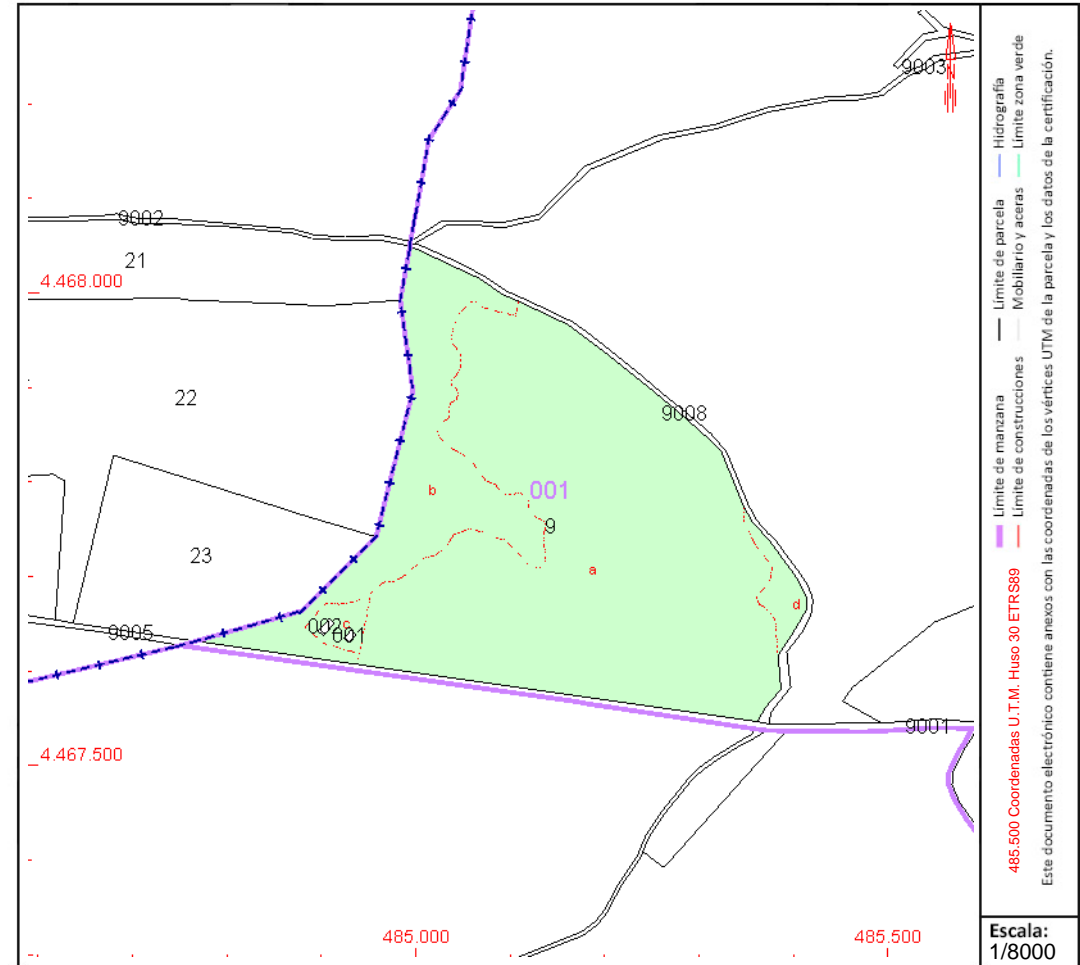 9003
N
9002
21
4.468.000
22
9008
b
001
9
23
a
d
002
c
001
9005
9001
4.467.500
485.000
485.500
Límite de manzana
Límite de parcela
Hidrografía
Límite de construcciones
Mobiliario y aceras
Límite zona verde
485.500 Coordenadas U.T.M. Huso 30 ETRS89
Este documento electrónico contiene anexos con las coordenadas de los vértices UTM de la parcela y los datos de la certificación.
Escala:
1/8000